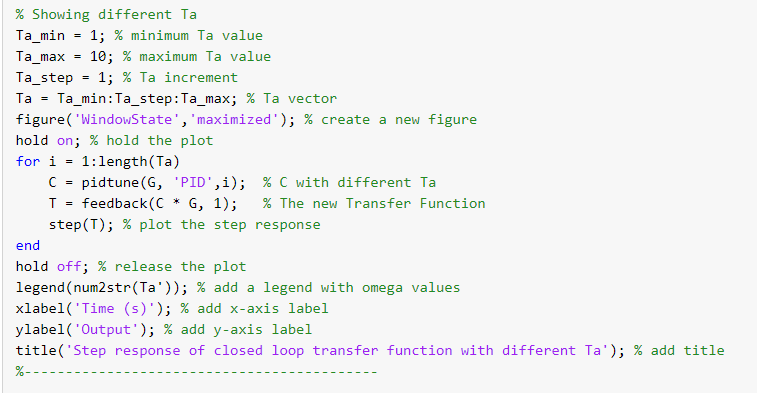 % Showing different Ta
Ta_min = 1; % minimum Ta value
Ta_max = 10; % maximum Ta value
Ta_step = 1; % Ta increment
Ta = Ta_min:Ta_step:Ta_max; % Ta vector
figure('WindowState','maximized'); % create a new figure
hold on; % hold the plot
for i = 1:length(Ta)
    C = pidtune(G, 'PID',i);  % C with different Ta
    T = feedback(C * G, 1);   % The new Transfer Function
    step(T); % plot the step response
end
hold off; % release the plot
legend(num2str(Ta')); % add a legend with omega values
xlabel('Time (s)'); % add x-axis label
ylabel('Output'); % add y-axis label
title('Step response of closed loop transfer function with different Ta'); % add title
%-------------------------------------------